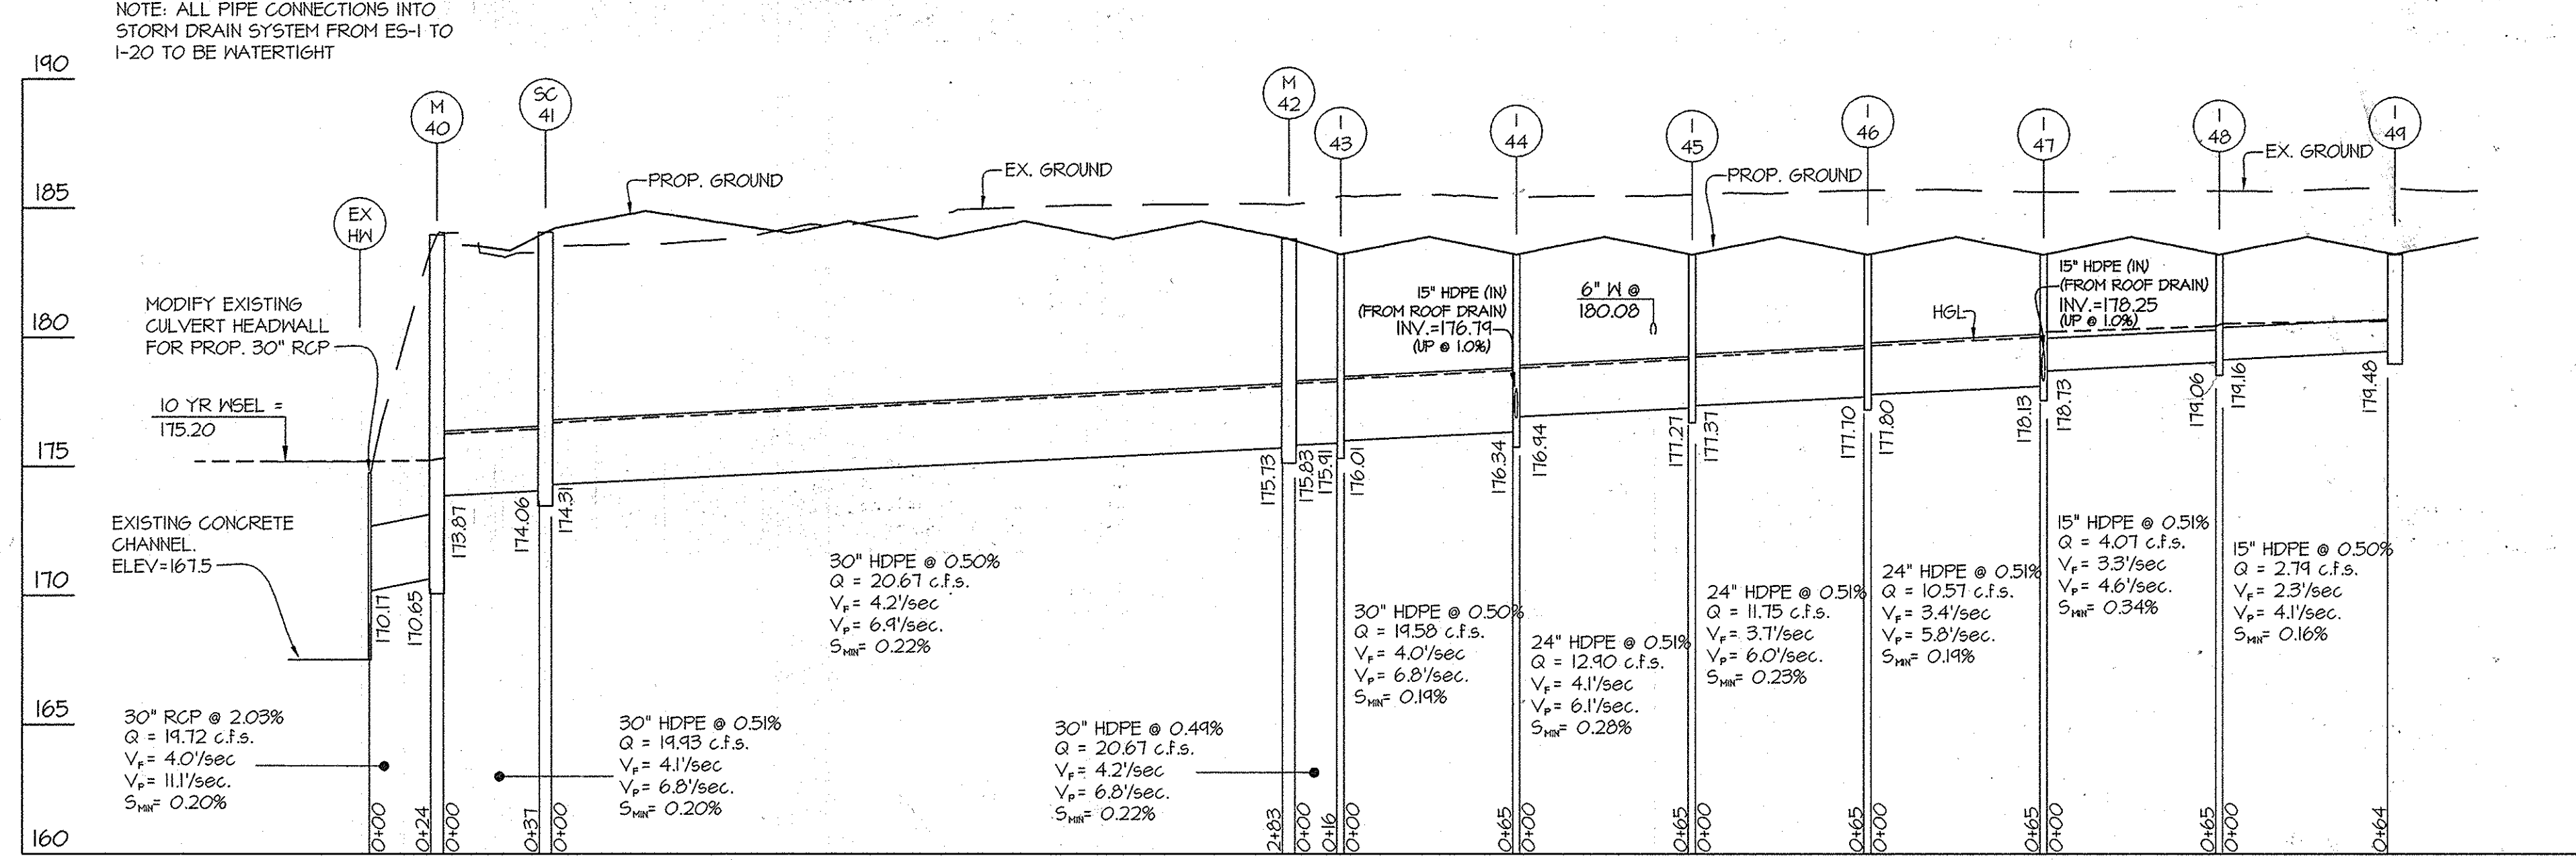 NOTE: ALL PIPE CONNECTIONS INTO
STORM DRAIN SYSTEM FROM ES-1 TO
I-20 TO BE WATERTIGHT
190
185
180
175
170
165
160
EX
HW
M
40
SC
41
M
42
I
43
I
44
I
45
I
46
I
47
I
48
I
49
PROP. GROUND
EX. GROUND
PROP. GROUND
EX. GROUND
MODIFY EXISTING
CULVERT HEADWALL
FOR PROP. 30" RCP
10 YR WSEL =
175.20
EXISTING CONCRETE
CHANNEL.
ELEV=167.5
15" HDPE (IN)
(FROM ROOF DRAIN)
INV.=176.79
(UP @ 1.0%)
6" W @
180.08
HGL
15" HDPE (IN)
(FROM ROOF DRAIN)
INV.=178.25
(UP @ 1.0%)
170.17
170.65
173.87
174.06
174.31
175.73
175.83
175.91
176.01
176.34
176.94
177.27
177.37
177.70
177.80
178.13
178.73
179.06
179.16
179.48
30" RCP @ 2.03%
Q = 19.72 c.f.s.
VF= 4.0'/sec
VP= 11.1'/sec.
SMIN= 0.20%
30" HDPE @ 0.51%
Q = 19.93 c.f.s.
VF= 4.1'/sec
VP= 6.8'/sec.
SMIN= 0.20%
30" HDPE @ 0.50%
Q = 20.67 c.f.s.
VF= 4.2'/sec
VP= 6.9'/sec.
SMIN= 0.22%
30" HDPE @ 0.49%
Q = 20.67 c.f.s.
VF= 4.2'/sec
VP= 6.8'/sec.
SMIN= 0.22%
30" HDPE @ 0.50%
Q = 19.58 c.f.s.
VF= 4.0'/sec
VP= 6.8'/sec.
SMIN= 0.19%
24" HDPE @ 0.51%
Q = 12.90 c.f.s.
VF= 4.1'/sec
VP= 6.1'/sec.
SMIN= 0.28%
24" HDPE @ 0.51%
Q = 11.75 c.f.s.
VF= 3.7'/sec
VP= 6.0'/sec.
SMIN= 0.23%
24" HDPE @ 0.51%
Q = 10.57 c.f.s.
VF= 3.4'/sec
VP= 5.8'/sec.
SMIN= 0.19%
15" HDPE @ 0.51%
Q = 4.07 c.f.s.
VF= 3.3'/sec
VP= 4.6'/sec.
SMIN= 0.34%
15" HDPE @ 0.50%
Q = 2.79 c.f.s.
VF= 2.3'/sec
VP= 4.1'/sec.
SMIN= 0.16%
0+00
0+24
0+00
0+37
0+00
2+83
0+00
0+16
0+00
0+65
0+00
0+65
0+00
0+65
0+00
0+65
0+00
0+65
0+00
0+64